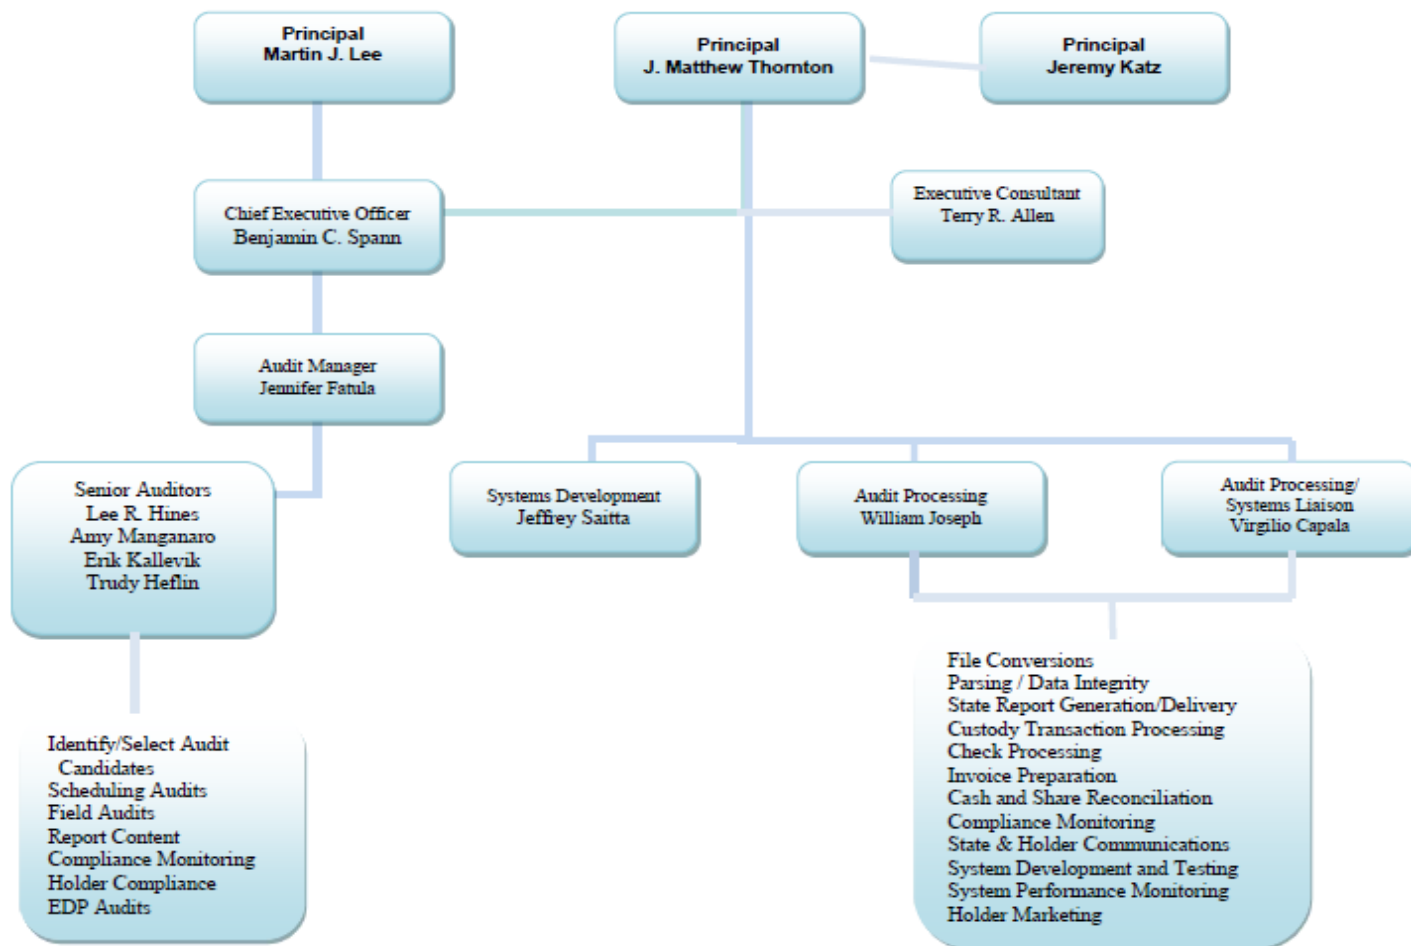 Principal
Martin J. Lee
Principal
J. Matthew Thornton
Principal
Jeremy Katz
Chief Executive Officer
Benjamin C. Spann
Executive Consultant
Terry R. Allen
Audit Manager
Jennifer Fatula
Senior Auditors
Lee R. Hines
Amy Manganaro
Erik Kallevik
Trudy Heflin
Systems Development
Jeffrey Saitta
Audit Processing
William Joseph
Audit Processing/
Systems Liaison
Virgilio Capala
Identify/Select Audit
Candidates
Scheduling Audits
Field Audits
Report Content
Compliance Monitoring
Holder Compliance
EDP Audits
File Conversions
Parsing / Data Integrity
State Report Generation/Delivery
Custody Transaction Processing
Check Processing
Invoice Preparation
Cash and Share Reconciliation
Compliance Monitoring
State & Holder Communications
System Development and Testing
System Performance Monitoring
Holder Marketing